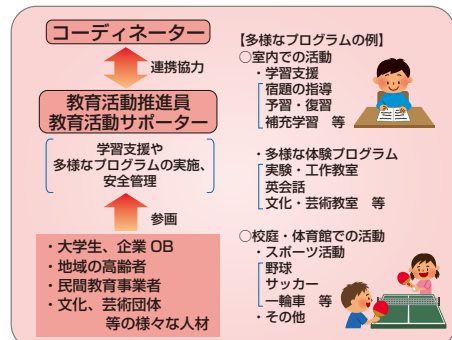 コーディネーター
連携協力
教育活動推進員
教育活動サポーター
学習支援や
多様なプログラムの実施、
安全管理
参画
・大学生、企業 OB
・地域の高齢者
・民間教育事業者
・文化、芸術団体
等の様々な人材
【多様なプログラムの例】
○室内での活動
・学習支援
宿題の指導
予習・復習
補充学習　等
・多様な体験プログラム
実験・工作教室
英会話
文化・芸術教室　等
○校庭・体育館での活動
・スポーツ活動
野球
サッカー
一輪車　等
・その他